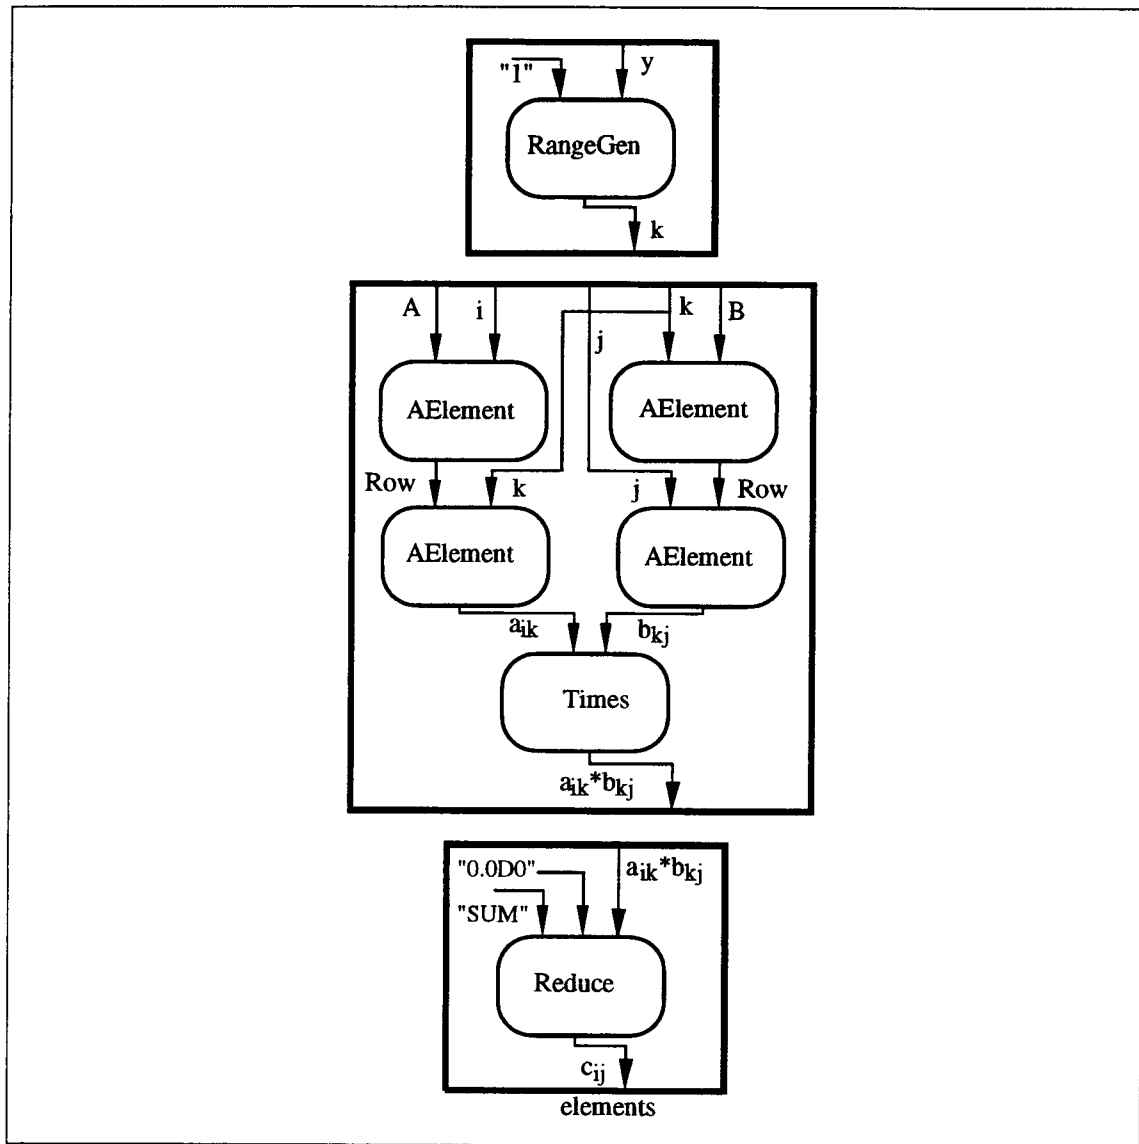 "1" y
RangeGen
k
A i k B
j
AElement AElement
Row k j Row
AElement AElement
aik bkj
Times
aik*bkj
"0.0D0" aik*bkj
"SUM"
Reduce
cij
elements